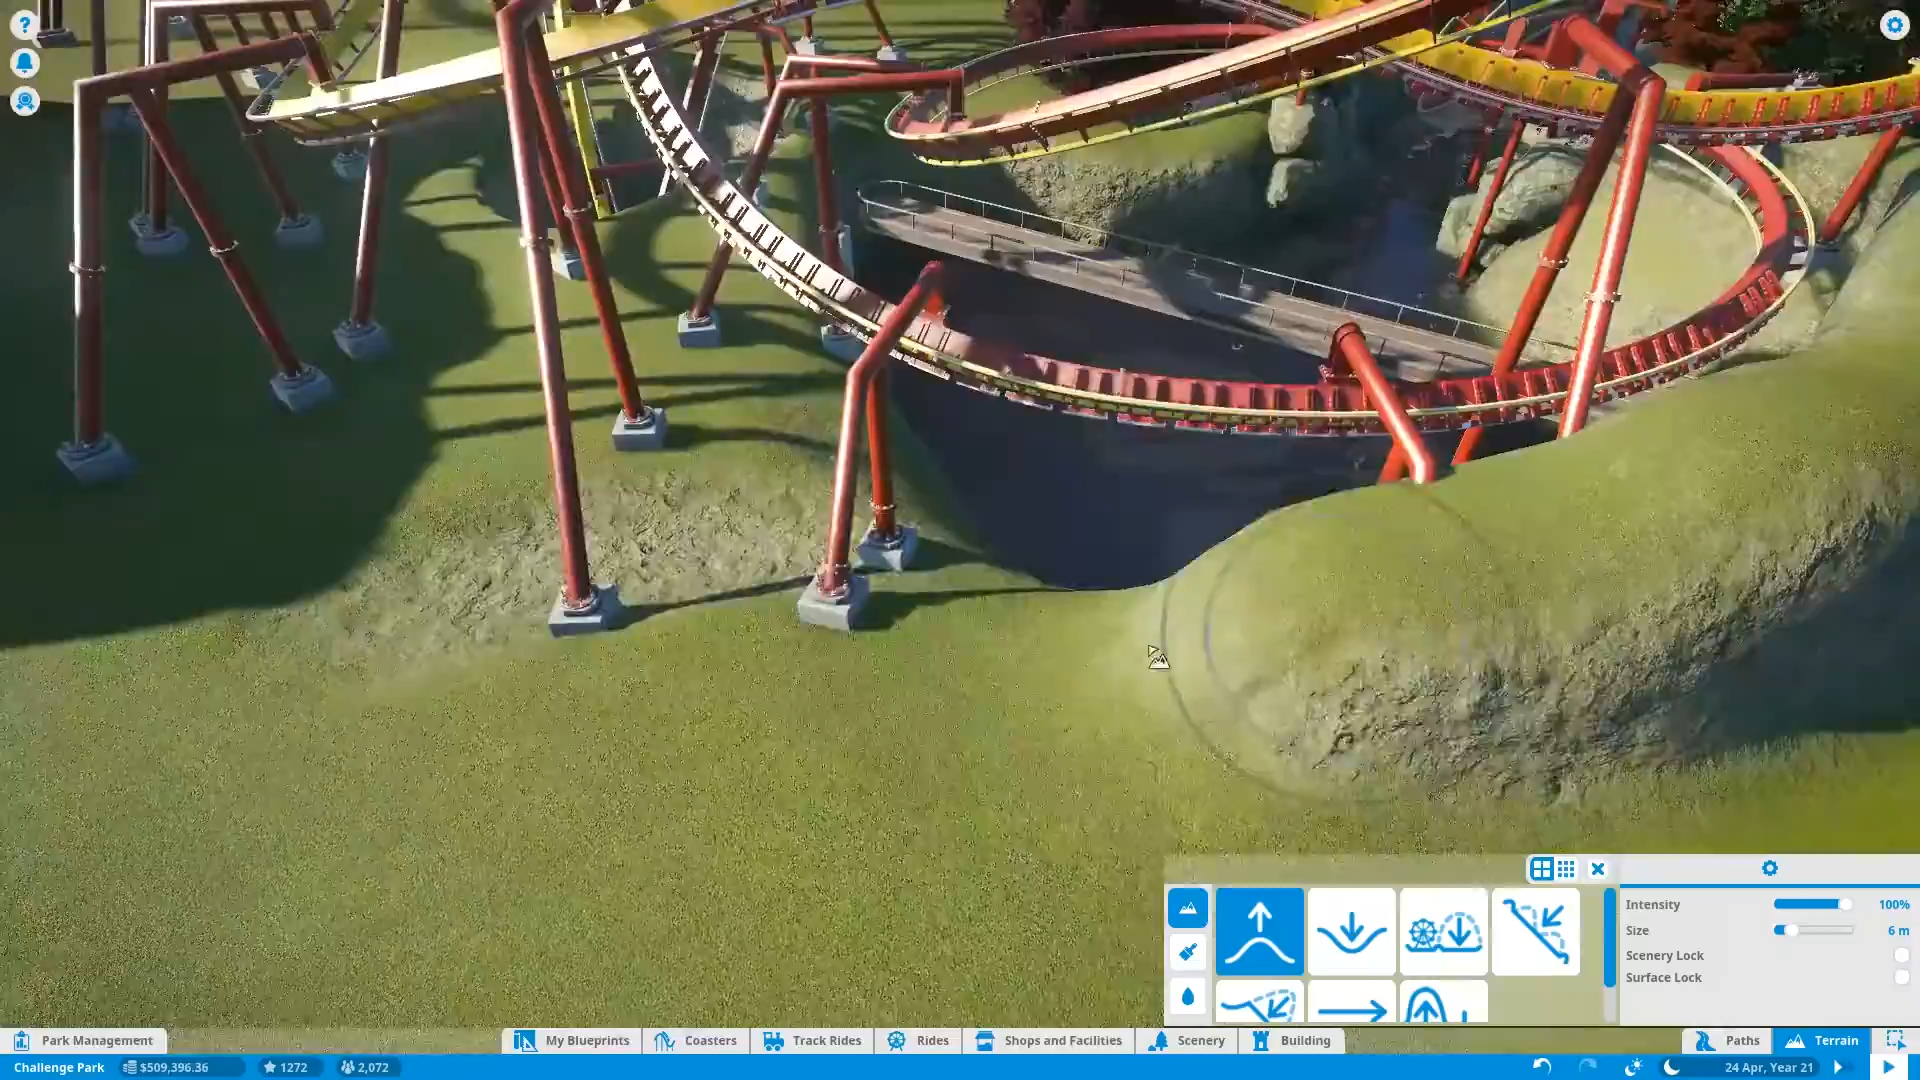 ?
Intensity 100%
Size 6 m
Scenery Lock
Surface Lock
Park Management My Blueprints Coasters Track Rides Rides Shops and Facilities Scenery Building Paths Terrain
Challenge Park $509,396.36 1272 2,072 24 Apr, Year 21